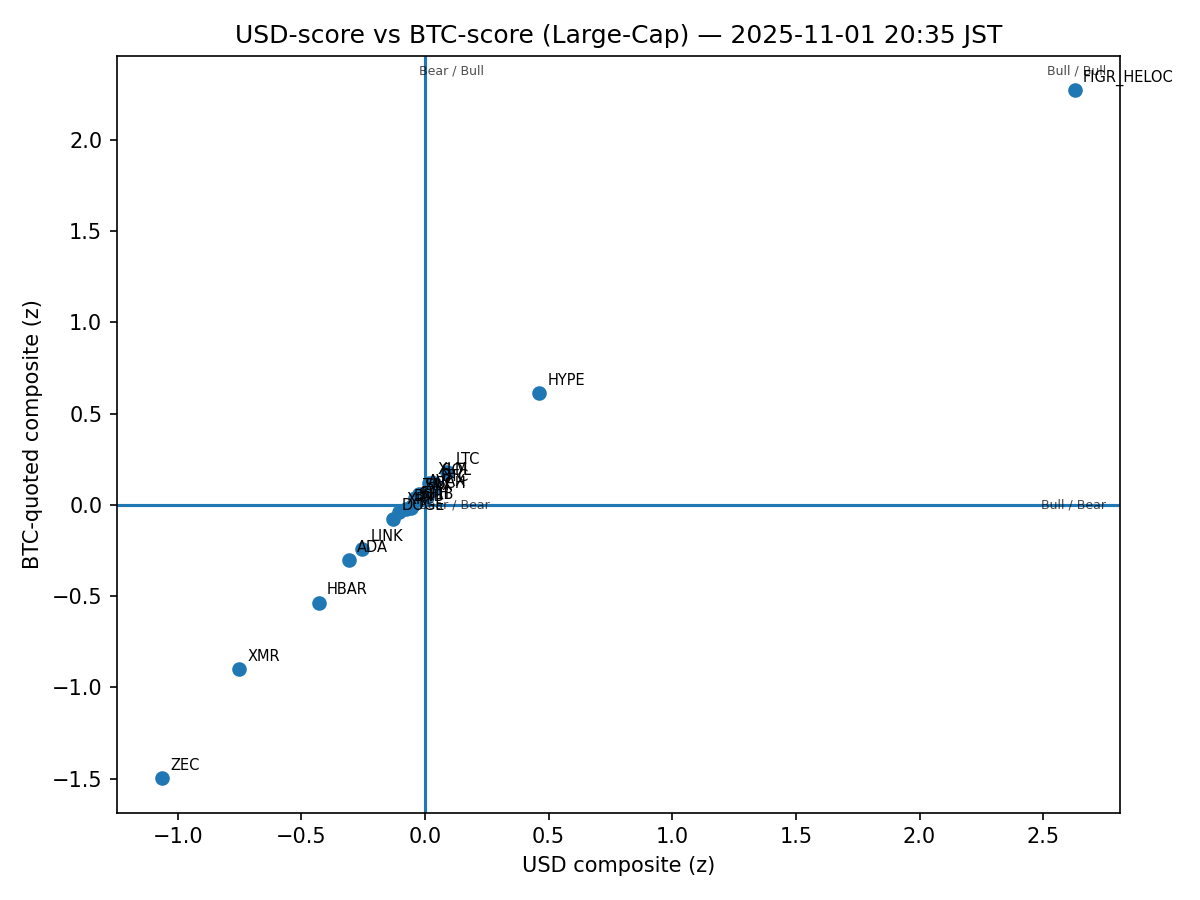 USD-score vs BTC-score (Large-Cap) — 2025-11-01 20:35 JST
Bear / Bull
Bull / Bull
FIGR_HELOC
2.0
1.5
1.0
HYPE
0.5
LTC
DOGE
/ Bear
Bull / Bear
0.0
LINK
ADA
HBAR
−0.5
XMR
−1.0
ZEC
−1.5
−1.0
−0.5
0.0
0.5
1.0
1.5
2.0
2.5
USD composite (z)
BTC-quoted composite (z)